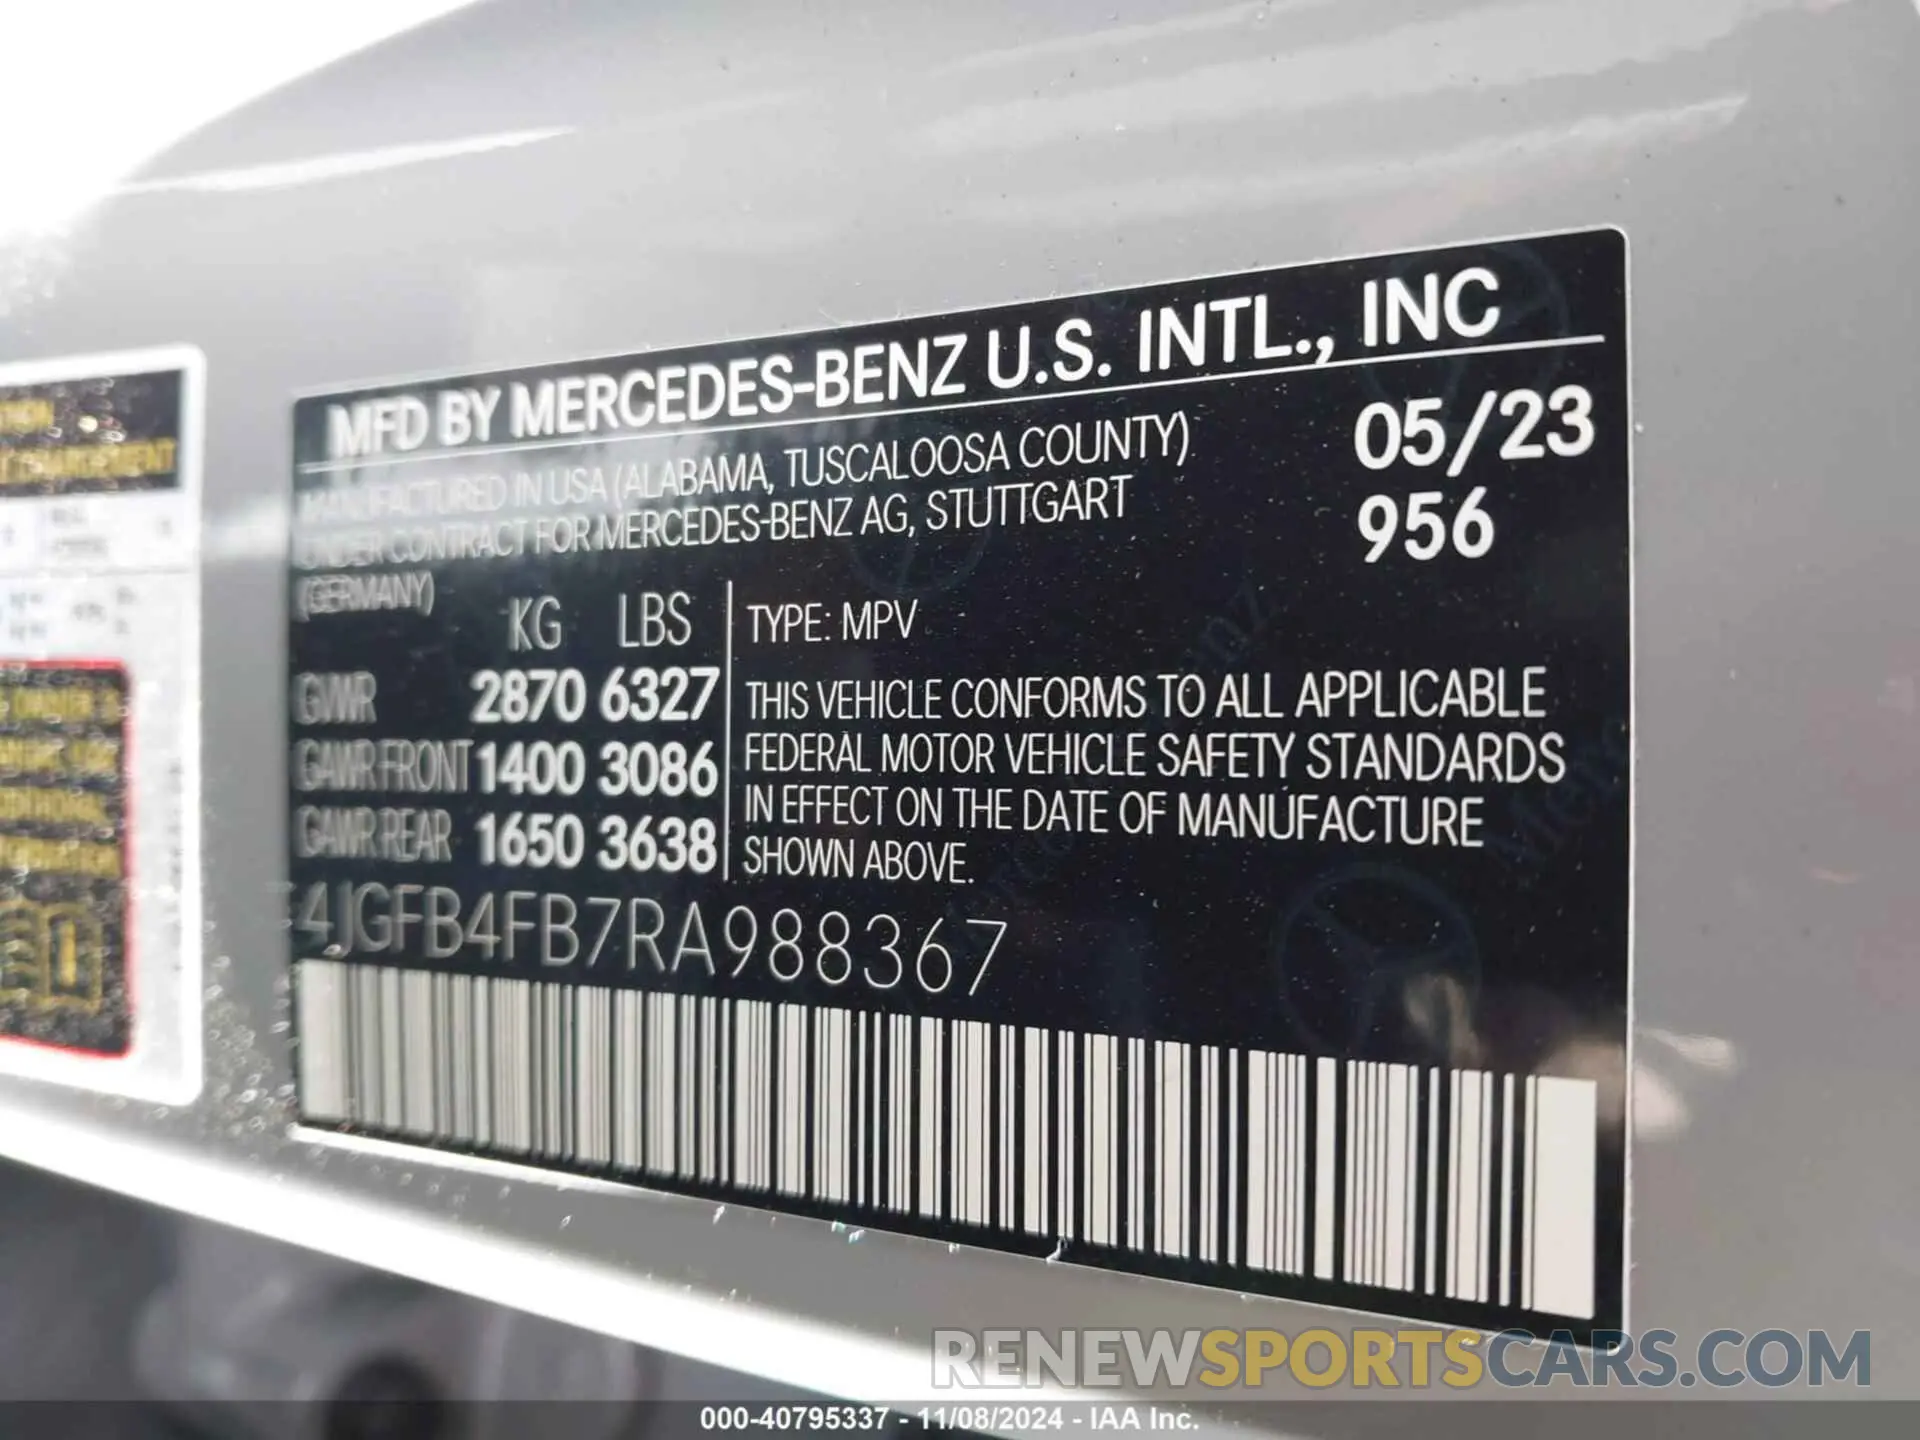 MFD BY MERCEDES-BENZ U.S. INTL., INC
MANUFACTURED IN USA (ALABAMA, TUSCALOOSA COUNTY)
UNDER CONTRACT FOR MERCEDES-BENZ AG, STUTTGART
(GERMANY)
05/23
956
KG LBS
GVWR 2870 6327
GAWR FRONT 1400 3086
GAWR REAR 1650 3638
TYPE: MPV
THIS VEHICLE CONFORMS TO ALL APPLICABLE
FEDERAL MOTOR VEHICLE SAFETY STANDARDS
IN EFFECT ON THE DATE OF MANUFACTURE
SHOWN ABOVE.
4JGFB4FB7RA988367
RENEWSPORTSCARS.COM
000-40795337 - 11/08/2024 - IAA Inc.